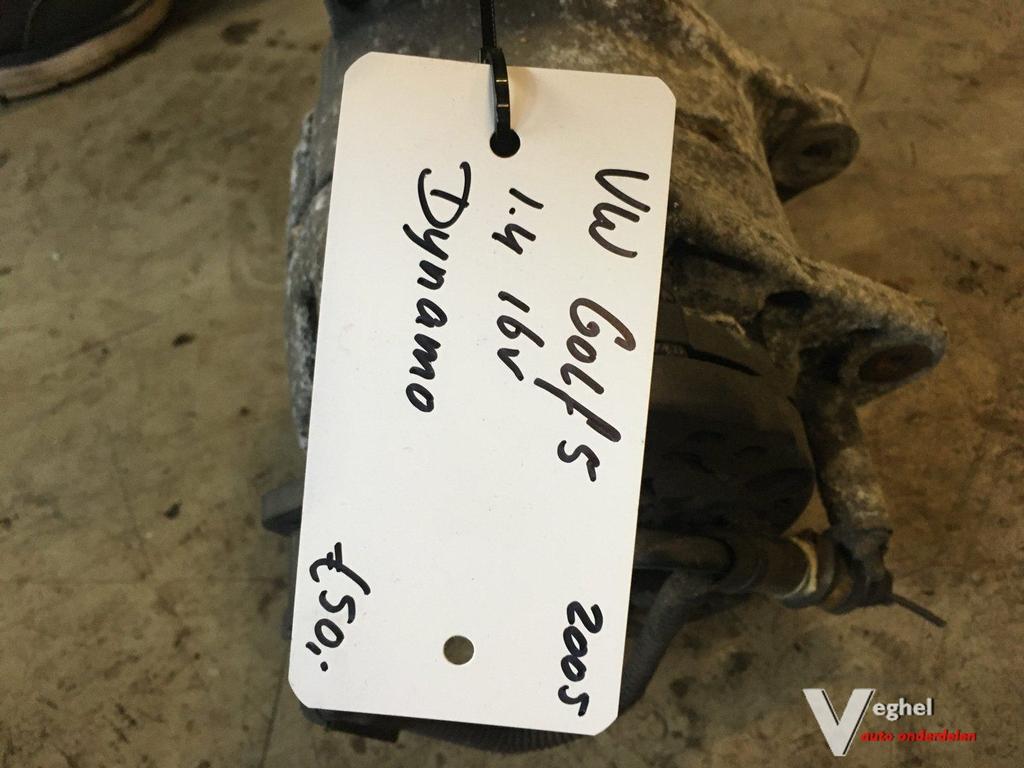 VW Golf 5 2005
1.4 16v
Dynamo
€50,-
Veghel
auto onderdelen